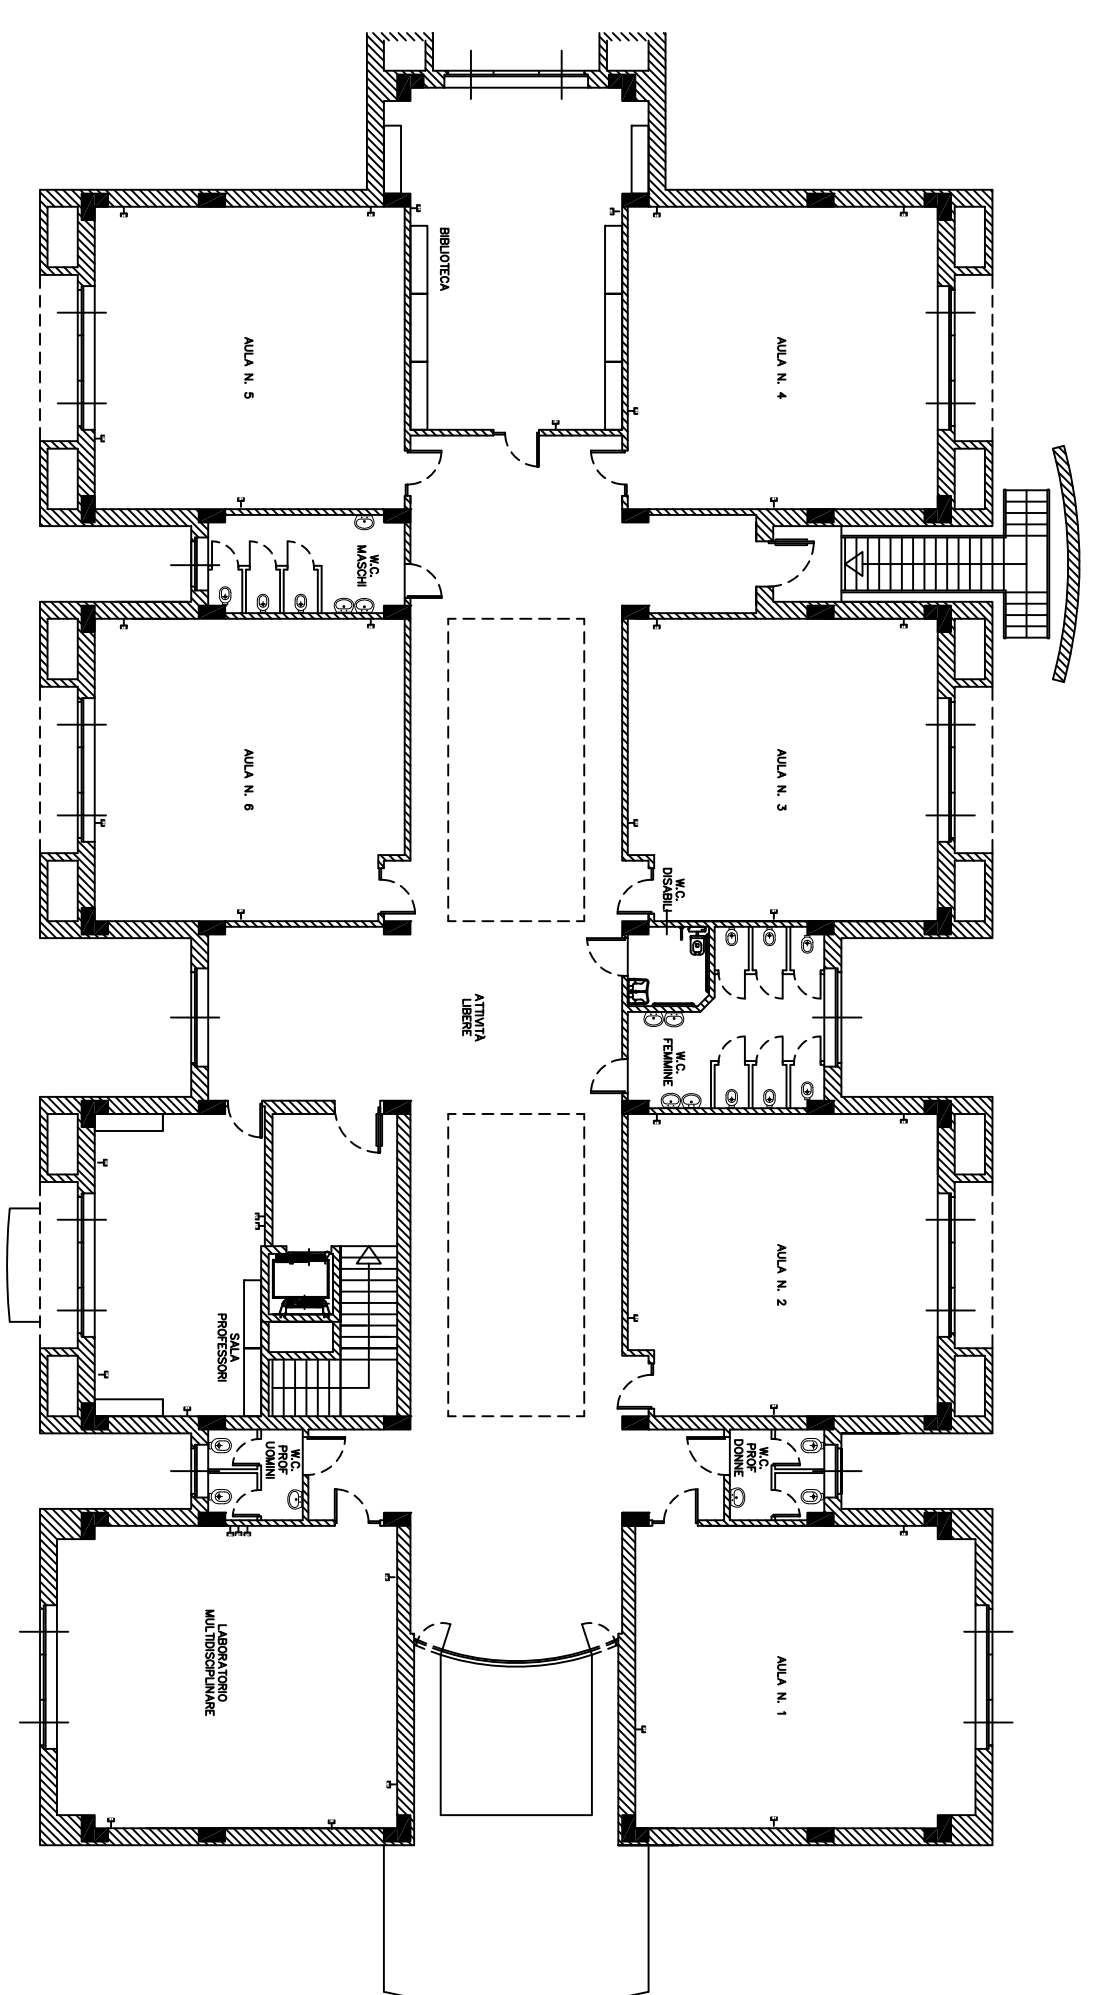 BIBLIOTECA
AULA N. 5
AULA N. 4
W.C.
MASCHI
AULA N. 6
AULA N. 3
W.C.
DISABILI
ATTIVITÀ
LIBERE
W.C.
FEMMINE
AULA N. 2
SALA
PROFESSORI
W.C.
PROF
UOMINI
W.C.
PROF
DONNE
LABORATORIO
MULTIDISCIPLINARE
AULA N. 1